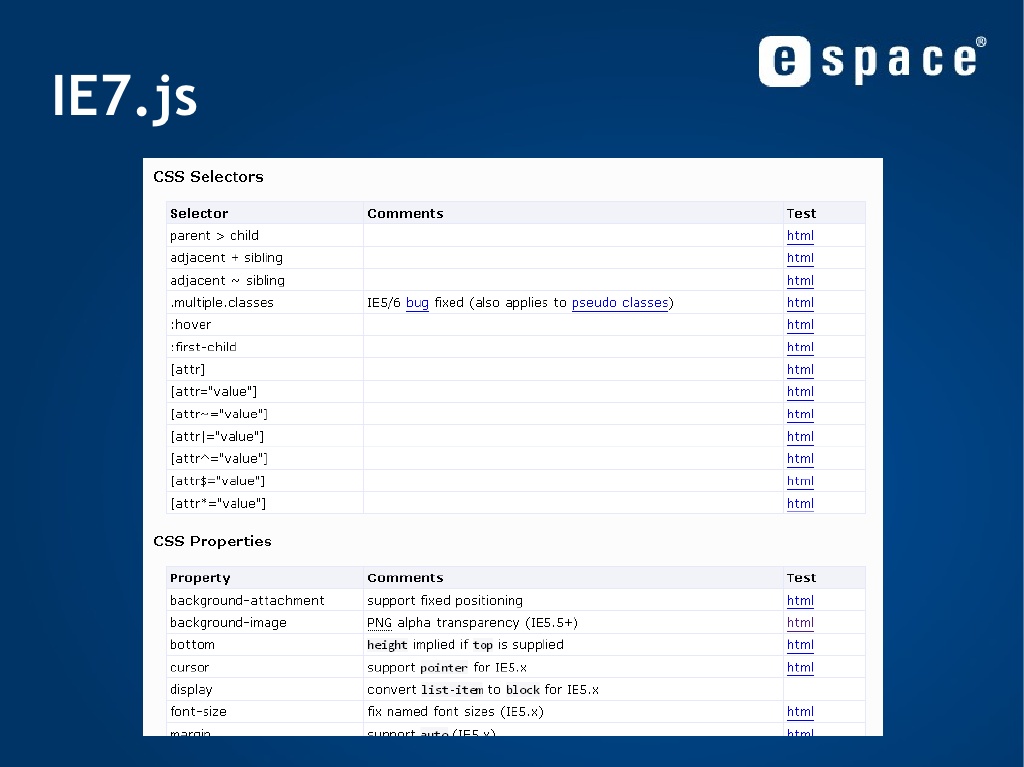 e space®
IE7.js
CSS Selectors
Selector Comments Test
parent > child html
adjacent + sibling html
adjacent ~ sibling html
.multiple.classes IE5/6 bug fixed (also applies to pseudo classes) html
:hover html
:first-child html
[attr] html
[attr="value"] html
[attr~="value"] html
[attr|="value"] html
[attr^="value"] html
[attr$="value"] html
[attr*="value"] html
CSS Properties
Property Comments Test
background-attachment support fixed positioning html
background-image PNG alpha transparency (IE5.5+) html
bottom height implied if top is supplied html
cursor support pointer for IE5.x html
display convert list-item to block for IE5.x
font-size fix named font sizes (IE5.x) html
margin support auto (IE5.x) html